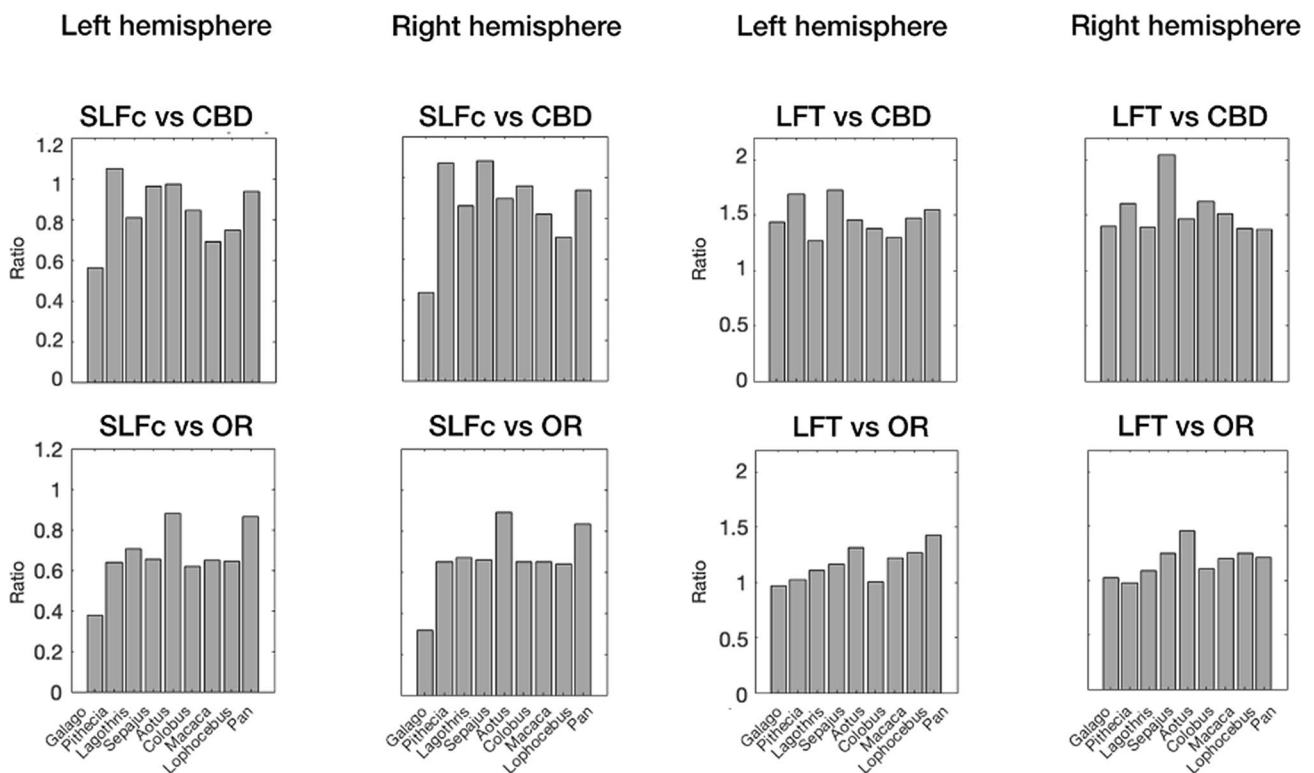 Left hemisphere
Right hemisphere
Left hemisphere
Right hemisphere
SLFc vs CBD
SLFc vs CBD
LFT vs CBD
LFT vs CBD
Ratio
1.2
1
0.8
0.6
0.4
0.2
0
Ratio
2
1.5
1
0.5
0
SLFc vs OR
SLFc vs OR
LFT vs OR
LFT vs OR
Ratio
1.2
1
0.8
0.6
0.4
0.2
0
Ratio
2
1.5
1
0.5
0
Galago
Pithecia
Lagothris
Sepajus
Aotus
Colobus
Macaca
Lophocebus
Pan
Galago
Pithecia
Lagothris
Sepajus
Aotus
Colobus
Macaca
Lophocebus
Pan
Galago
Pithecia
Lagothris
Sepajus
Aotus
Colobus
Macaca
Lophocebus
Pan
Galago
Pithecia
Lagothris
Sepajus
Aotus
Colobus
Macaca
Lophocebus
Pan